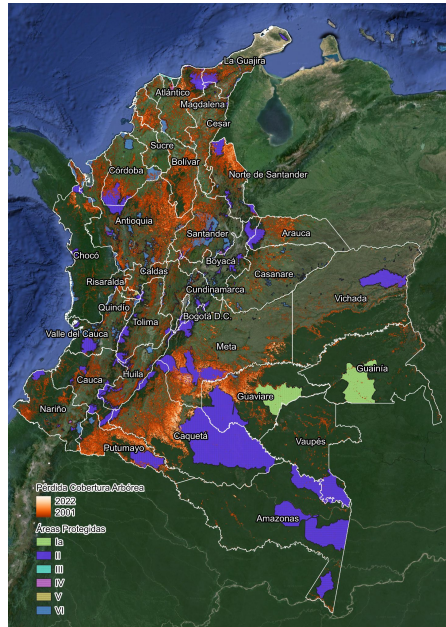 La Guajira
Atlántico
Magdalena
Cesar
Sucre
Bolívar
Córdoba
Norte de Santander
Antioquia
Santander
Arauca
Chocó
Boyacá
Caldas
Casanare
Risaralda
Cundinamarca
Vichada
Quindío
Bogotá D.C.
Tolima
Valle del Cauca
Meta
Guainía
Huila
Cauca
Guaviare
Nariño
Caquetá
Vaupés
Putumayo
Amazonas
Pérdida Cobertura Arbórea
2022
2001
Áreas Protegidas
Ia
II
III
IV
V
VI